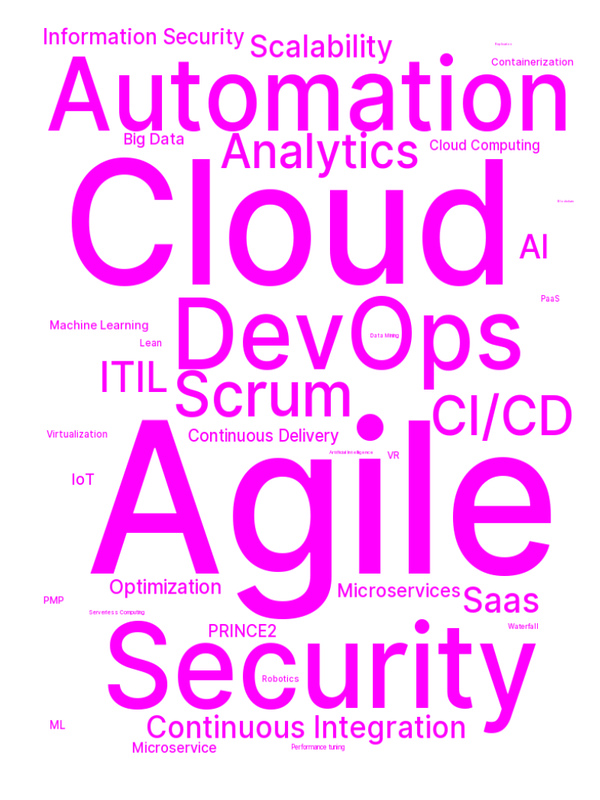 Information Security
Scalability
Containerization
Automation
Big Data
Analytics
Cloud Computing
Cloud
AI
PaaS
DevOps
Machine Learning
Data Mining
Lean
ITIL
Scrum
CI/CD
Virtualization
Continuous Delivery
Artificial Intelligence
VR
Agile
IoT
Optimization
Microservices
Saas
PMP
Serverless Computing
PRINCE2
Waterfall
Security
Robotics
ML
Continuous Integration
Microservice
Performance tuning